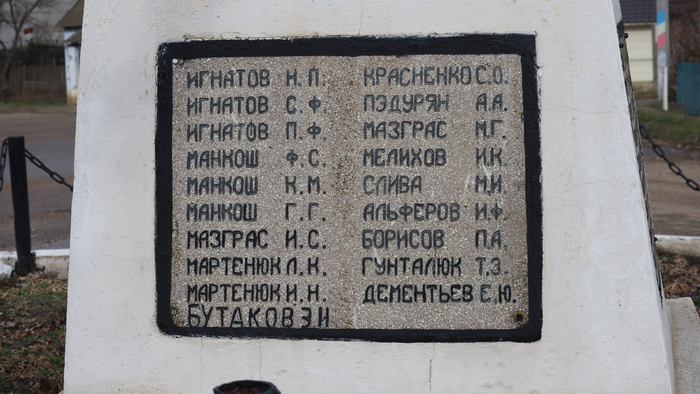 ИГНАТОВ Н.П.
ИГНАТОВ С.Ф.
ИГНАТОВ П.Ф.
МАНКОШ Ф.С.
МАНКОШ К.М.
МАНКОШ Г.Г.
МАЗГРАС И.С.
МАРТЕНЮК Л.К.
МАРТЕНЮК И.Н.
БУТАКОВ З И
КРАСНЕНКО С.О.
ПЭДУРЯН А.А.
МАЗГРАС М.Г.
МЕЛИХОВ И.К.
СЛИВА М.И.
АЛЬФЕРОВ И.Ф.
БОРИСОВ П.А.
ГУНТАЛЮК Т.З.
ДЕМЕНТЬЕВ Е.Ю.